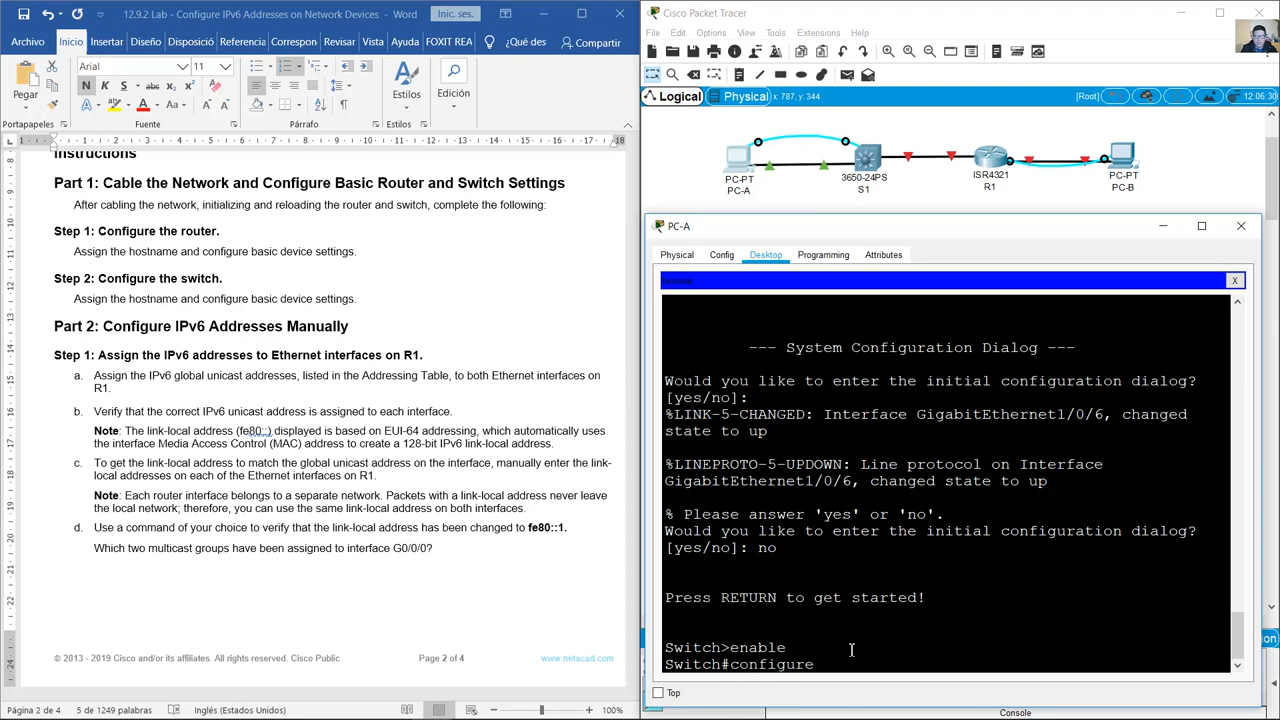 12.9.2 Lab - Configure IPv6 Addresses on Network Devices - Word
Inic. ses.
Archivo
Inicio
Insertar
Diseño
Disposició
Referencia
Correspon
Revisar
Vista
Ayuda
FOXIT REA
¿Qué des
Compartir
Pegar
Arial
11
Estilos
Edición
Portapapeles
Fuente
Párrafo
Estilos
18
Instructions
Part 1: Cable the Network and Configure Basic Router and Switch Settings
After cabling the network, initializing and reloading the router and switch, complete the following:
Step 1: Configure the router.
Assign the hostname and configure basic device settings.
Step 2: Configure the switch.
Assign the hostname and configure basic device settings.
Part 2: Configure IPv6 Addresses Manually
Step 1: Assign the IPv6 addresses to Ethernet interfaces on R1.
a. Assign the IPv6 global unicast addresses, listed in the Addressing Table, to both Ethernet interfaces on
R1.
b. Verify that the correct IPv6 unicast address is assigned to each interface.
Note: The link-local address (fe80::) displayed is based on EUI-64 addressing, which automatically uses
the interface Media Access Control (MAC) address to create a 128-bit IPv6 link-local address.
c. To get the link-local address to match the global unicast address on the interface, manually enter the link-
local addresses on each of the Ethernet interfaces on R1.
Note: Each router interface belongs to a separate network. Packets with a link-local address never leave
the local network; therefore, you can use the same link-local address on both interfaces.
d. Use a command of your choice to verify that the link-local address has been changed to fe80::1.
Which two multicast groups have been assigned to interface G0/0/0?
© 2013 - 2019 Cisco and/or its affiliates. All rights reserved. Cisco Public
Page 2 of 4
www.netacad.com
Página 2 de 4
5 de 1249 palabras
Inglés (Estados Unidos)
100%
Cisco Packet Tracer
File Edit Options View Tools Extensions Help
Logical
Physical
x: 787, y: 344
[Root]
12:06:30
PC-PT
PC-A
3650-24PS
S1
ISR4321
R1
PC-PT
PC-B
PC-A
Physical Config Desktop Programming Attributes
X
--- System Configuration Dialog ---
Would you like to enter the initial configuration dialog?
[yes/no]:
%LINK-5-CHANGED: Interface GigabitEthernet1/0/6, changed
state to up
%LINEPROTO-5-UPDOWN: Line protocol on Interface
GigabitEthernet1/0/6, changed state to up
% Please answer 'yes' or 'no'.
Would you like to enter the initial configuration dialog?
[yes/no]: no
Press RETURN to get started!
Switch>enable
Switch#configure
Top
Console